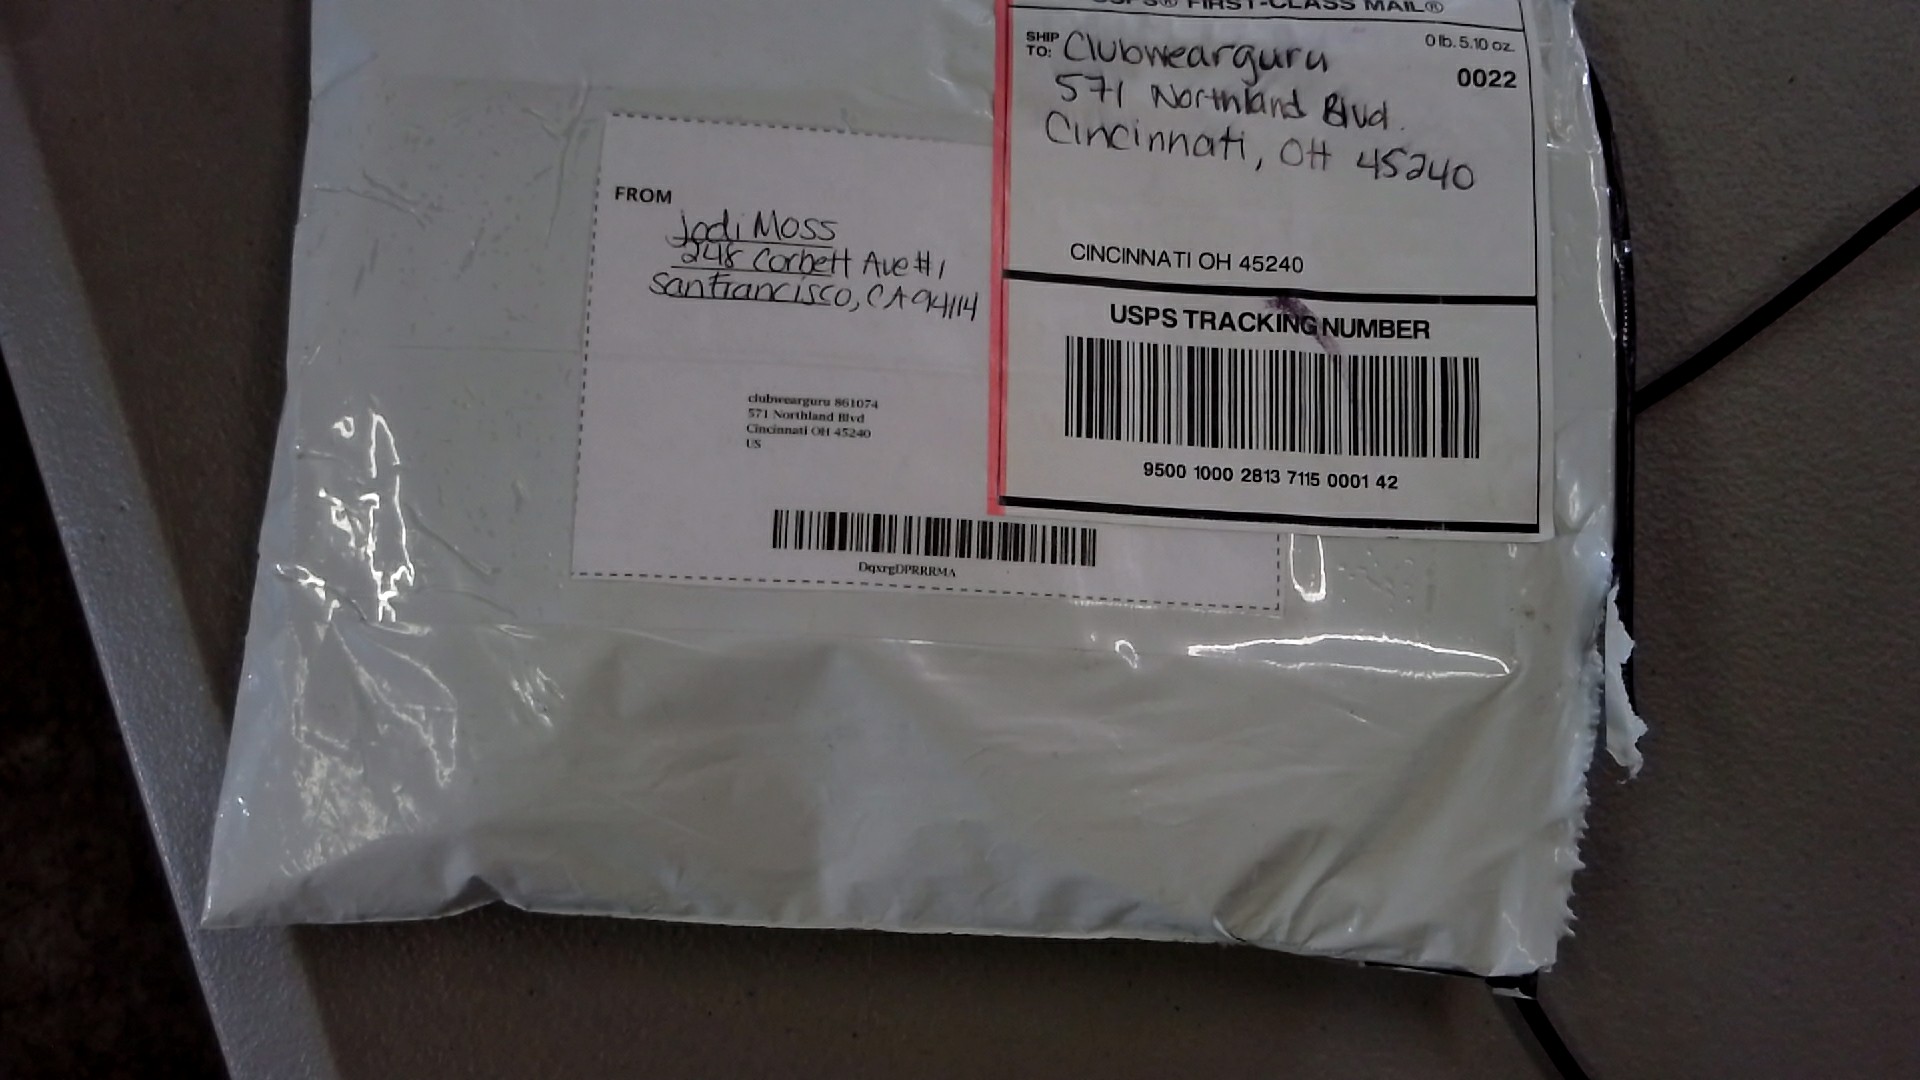 USPS® FIRST-CLASS MAIL®
SHIP TO: Clubwearguru
0 lb. 5.10 oz.
0022
571 Northland Blvd.
Cincinnati, OH 45240
CINCINNATI OH 45240
USPS TRACKING NUMBER
9500 1000 2813 7115 0001 42
FROM
Jodi Moss
248 Corbett Ave #1
San Francisco, CA 94114
clubwearguru 861074
571 Northland Blvd
Cincinnati OH 45240
US
DqxrgDPRRRMA